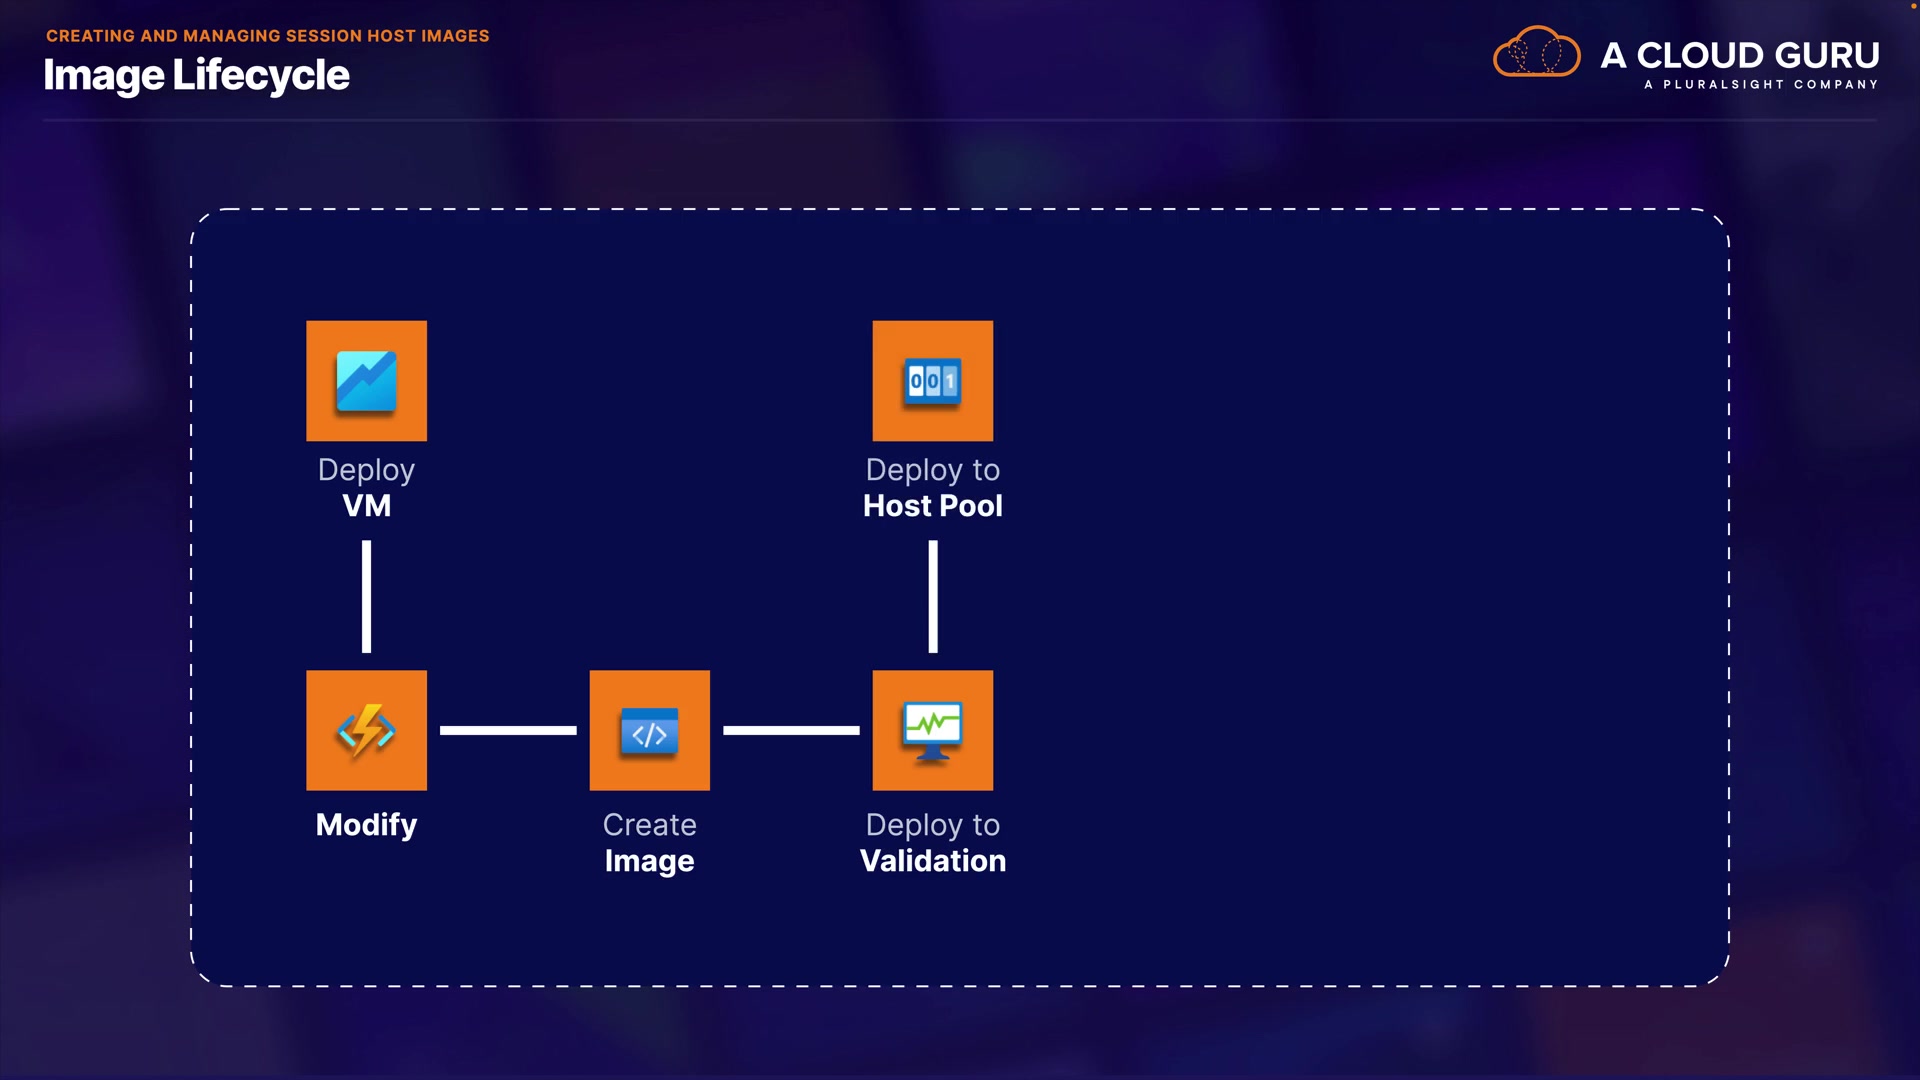 CREATING AND MANAGING SESSION HOST IMAGES
Image Lifecycle
A CLOUD GURU
A PLURALSIGHT COMPANY
Deploy
VM
001
Deploy to
Host Pool
Modify
</>
Create
Image
Deploy to
Validation